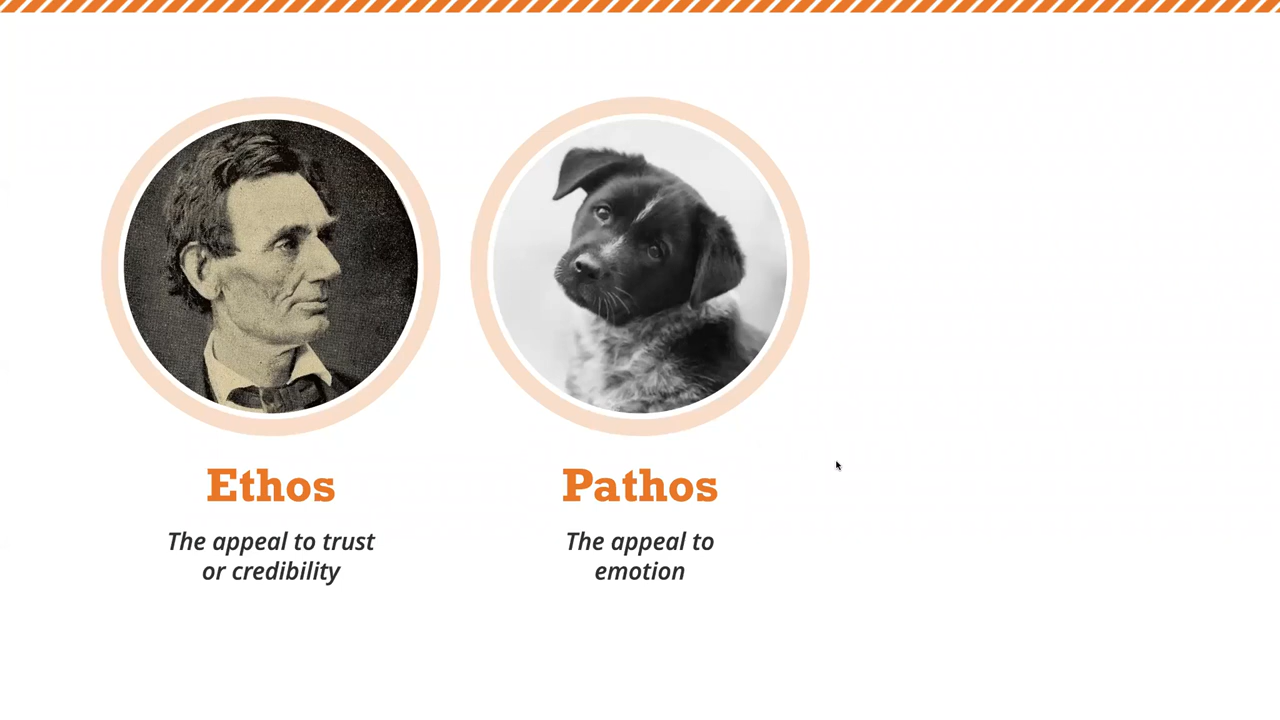 Ethos
The appeal to trust
or credibility
Pathos
The appeal to
emotion